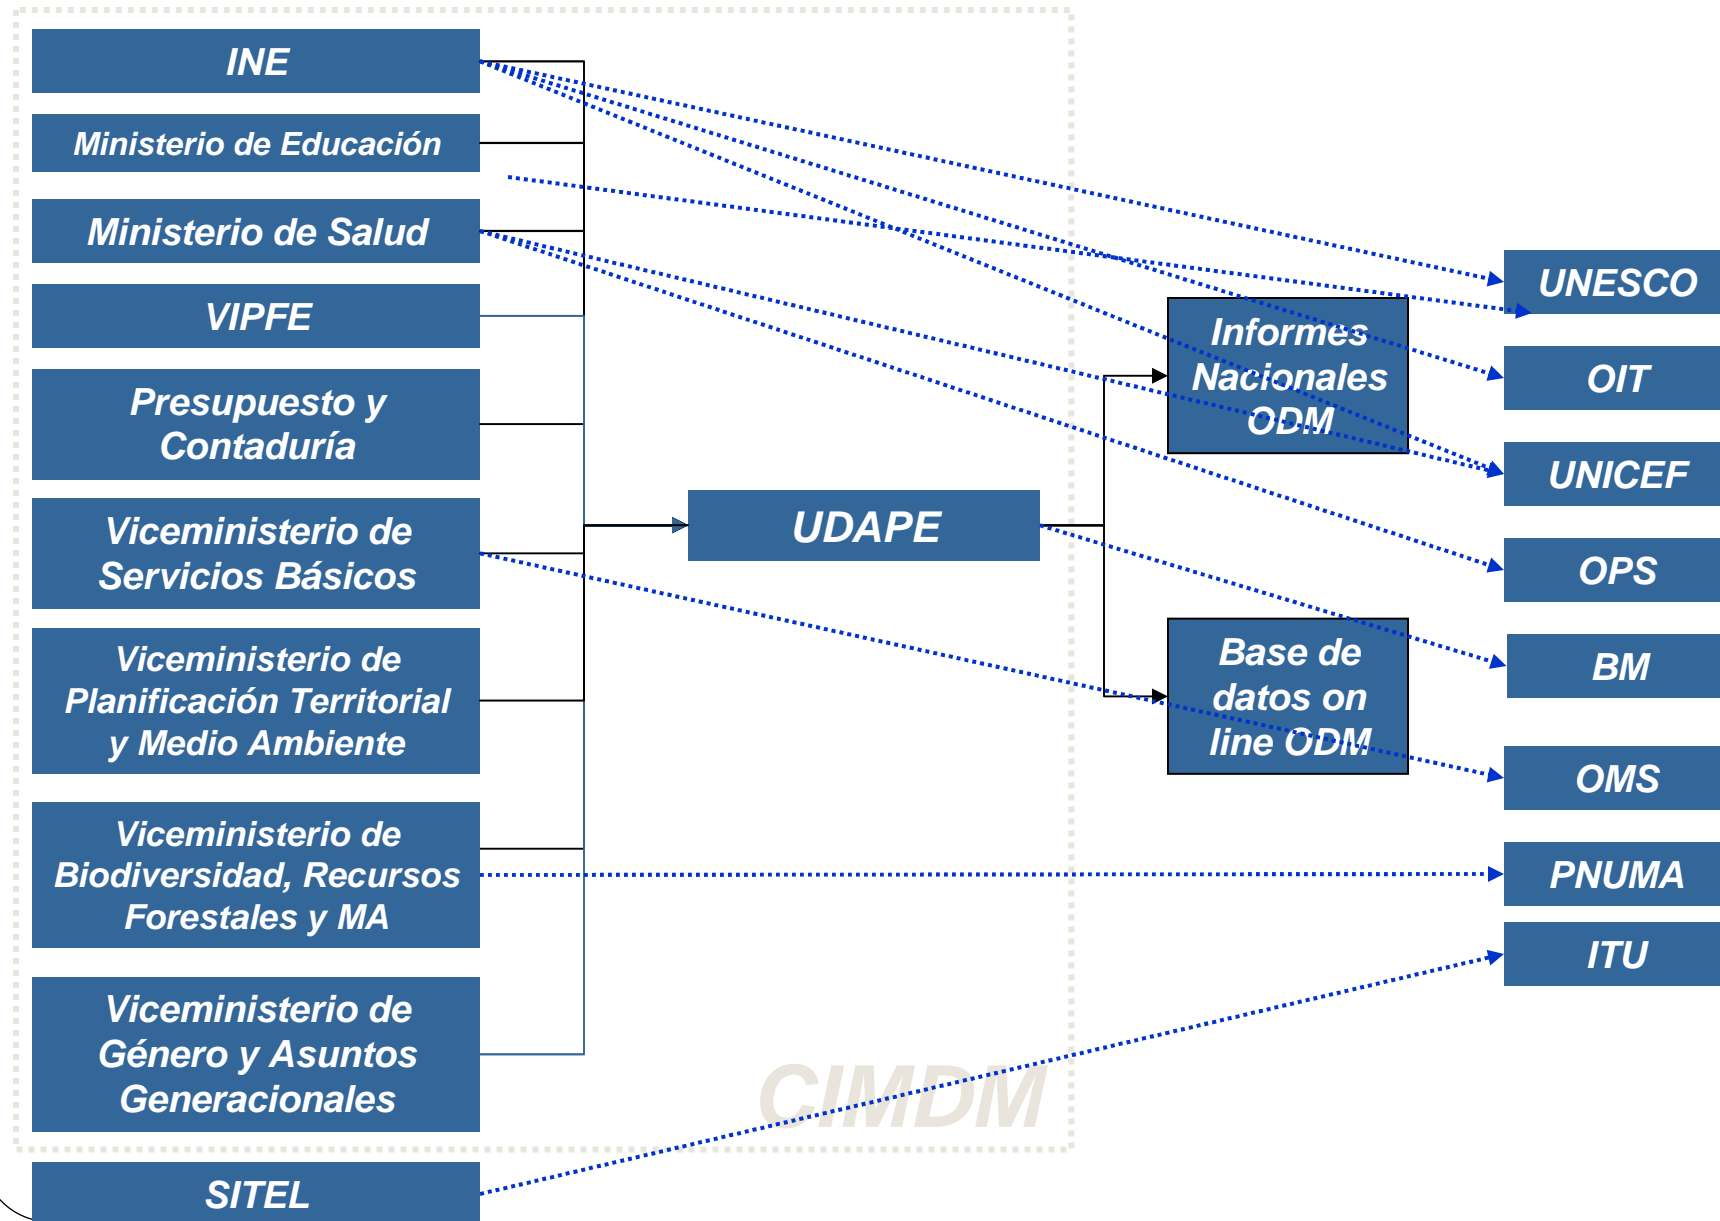 INE
Ministerio de Educación
Ministerio de Salud
VIPFE
Presupuesto y
Contaduría
Viceministerio de
Servicios Básicos
Viceministerio de
Planificación Territorial
y Medio Ambiente
Viceministerio de
Biodiversidad, Recursos
Forestales y MA
Viceministerio de
Género y Asuntos
Generacionales
SITEL
UDAPE
CIMDM
Informes
Nacionales
ODM
Base de
datos on
line ODM
UNESCO
OIT
UNICEF
OPS
BM
OMS
PNUMA
ITU